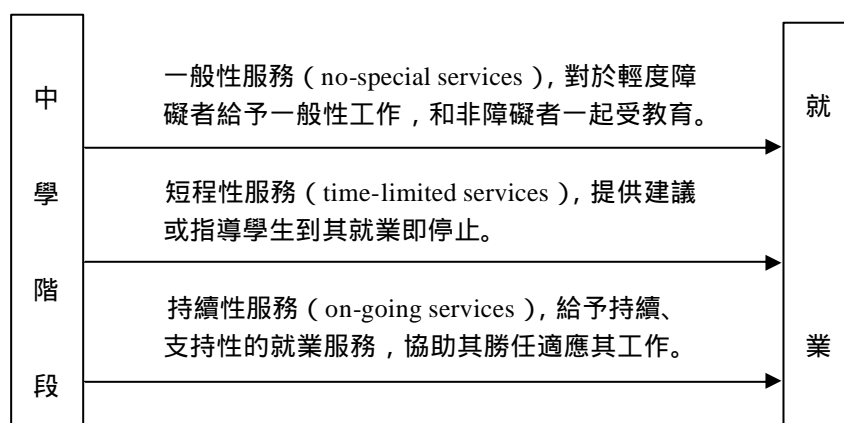 中學階段
一般性服務（no-special services），對於輕度障
礙者給予一般性工作，和非障礙者一起受教育。
短程性服務（time-limited services），提供建議
或指導學生到其就業即停止。
持續性服務（on-going services），給予持續、
支持性的就業服務，協助其勝任適應其工作。
就業